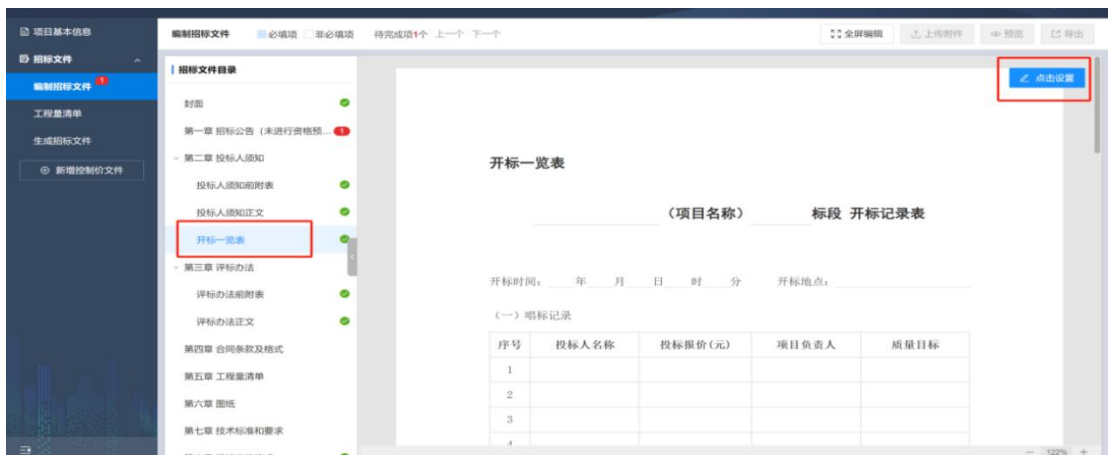 项目基本信息
招标文件
编制招标文件 1
工程量清单
生成招标文件
新增控制价文件
编制招标文件 必填项 非必填项 待完成项1个 上一个 下一个
全屏编辑 上传附件 预览 导出
招标文件目录
封面
第一章 招标公告（未进行资格预... 1
第二章 投标人须知
投标人须知前附表
投标人须知正文
开标一览表
第三章 评标办法
评标办法前附表
评标办法正文
第四章 合同条款及格式
第五章 工程量清单
第六章 图纸
第七章 技术标准和要求
点击设置
开标一览表
（项目名称） 标段 开标记录表
开标时间： 年 月 日 时 分 开标地点：
（一）唱标记录
序号 投标人名称 投标报价(元) 项目负责人 质量目标
1
2
3
4
− 122% +